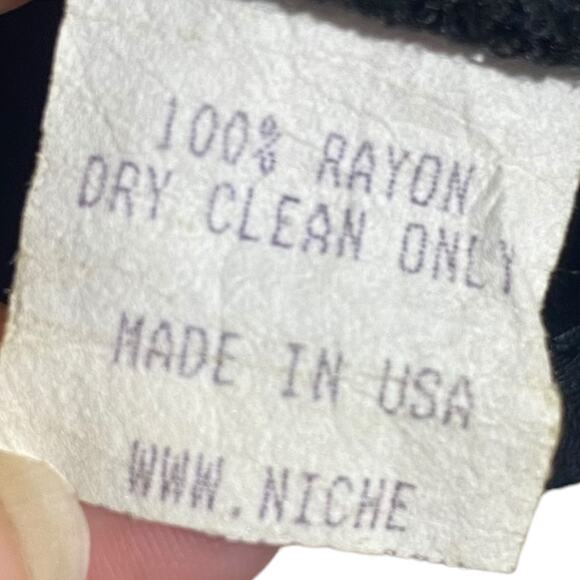 100% RAYON
DRY CLEAN ONLY
MADE IN USA
WWW.NICHE